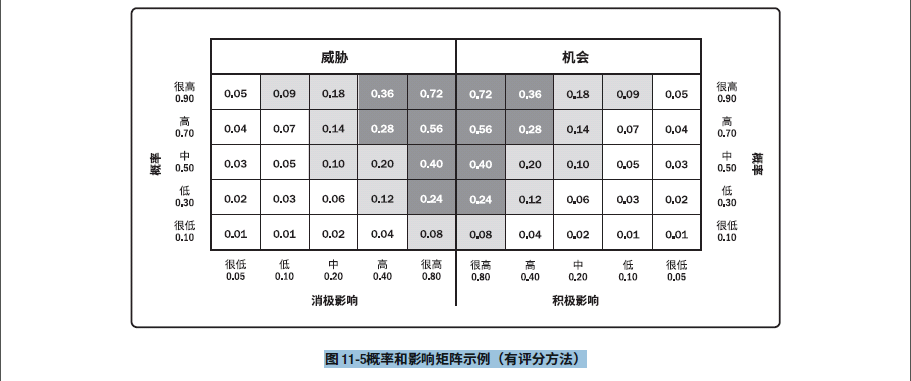 威胁 机会
很高 0.05 0.09 0.18 0.36 0.72 0.72 0.36 0.18 0.09 0.05 很高
0.90 0.90
高 0.04 0.07 0.14 0.28 0.56 0.56 0.28 0.14 0.07 0.04 高
0.70 0.70
概率 中 0.03 0.05 0.10 0.20 0.40 0.40 0.20 0.10 0.05 0.03 中 概率
0.50 0.50
低 0.02 0.03 0.06 0.12 0.24 0.24 0.12 0.06 0.03 0.02 低
0.30 0.30
很低 0.01 0.01 0.02 0.04 0.08 0.08 0.04 0.02 0.01 0.01 很低
0.10 0.10
很低 低 中 高 很高 很高 高 中 低 很低
0.05 0.10 0.20 0.40 0.80 0.80 0.40 0.20 0.10 0.05
消极影响 积极影响
图 11-5概率和影响矩阵示例（有评分方法）